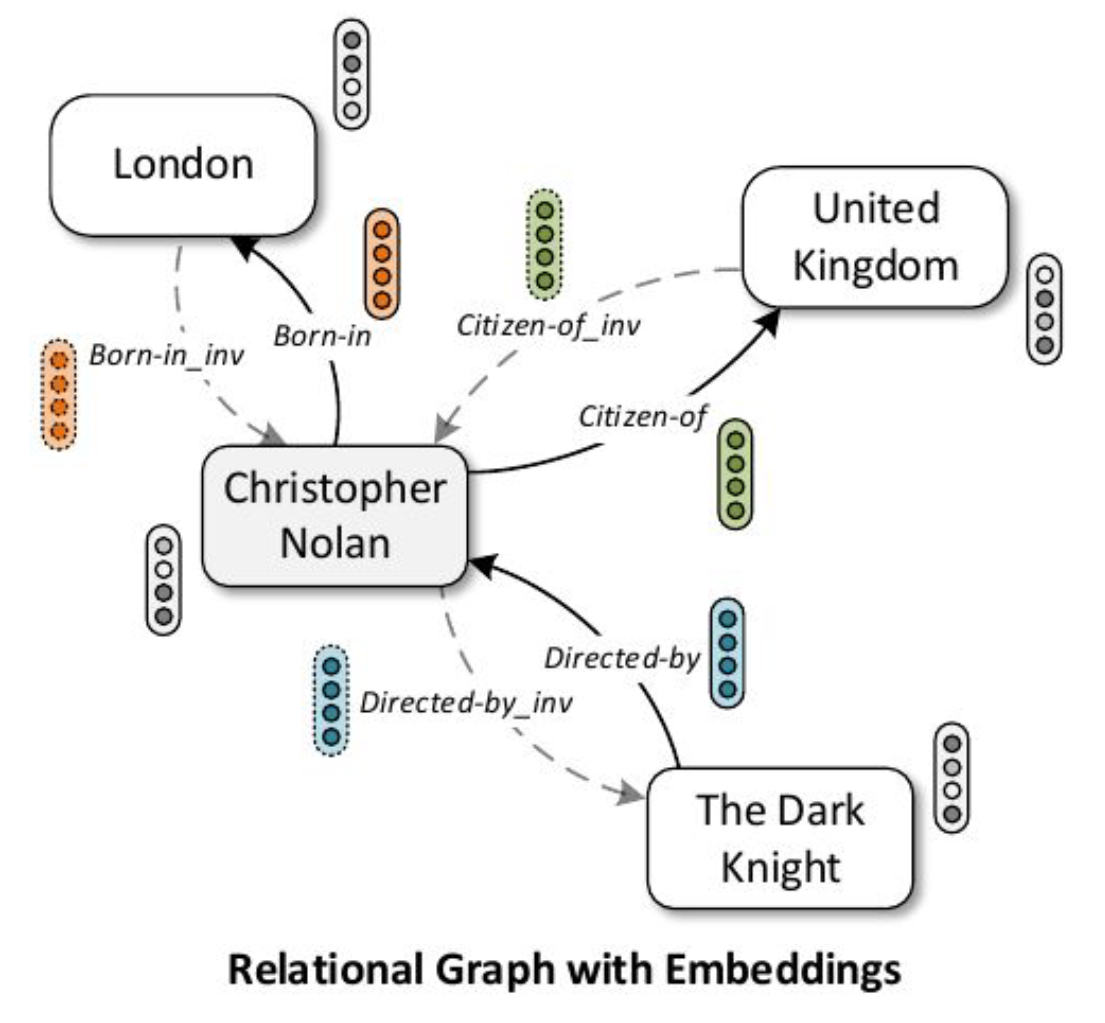 London
United
Kingdom
Born-in
Citizen-of_inv
Born-in_inv
Citizen-of
Christopher
Nolan
Directed-by
Directed-by_inv
The Dark
Knight
Relational Graph with Embeddings